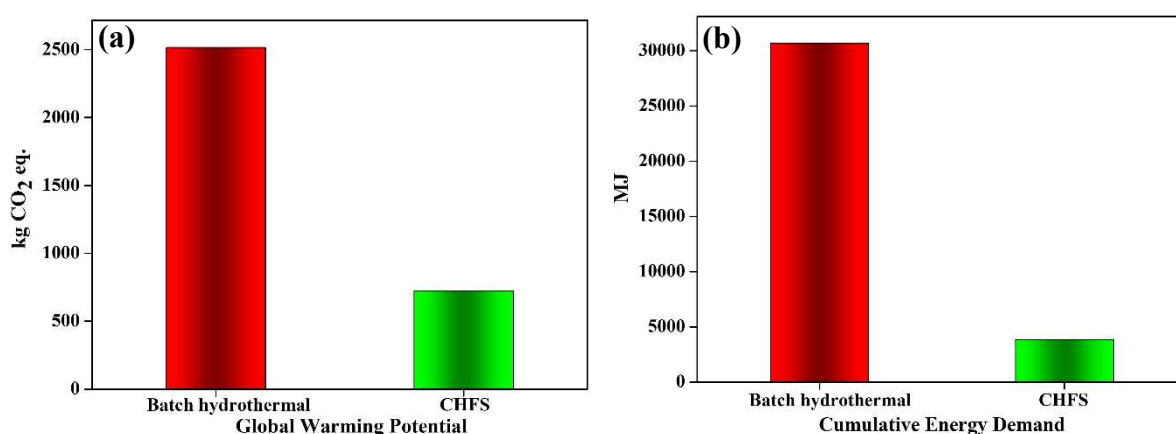 (a)
2500
2000
1500
1000
500
0
kg CO2 eq.
Batch hydrothermal
CHFS
Global Warming Potential
(b)
30000
25000
20000
15000
10000
5000
0
MJ
Batch hydrothermal
CHFS
Cumulative Energy Demand